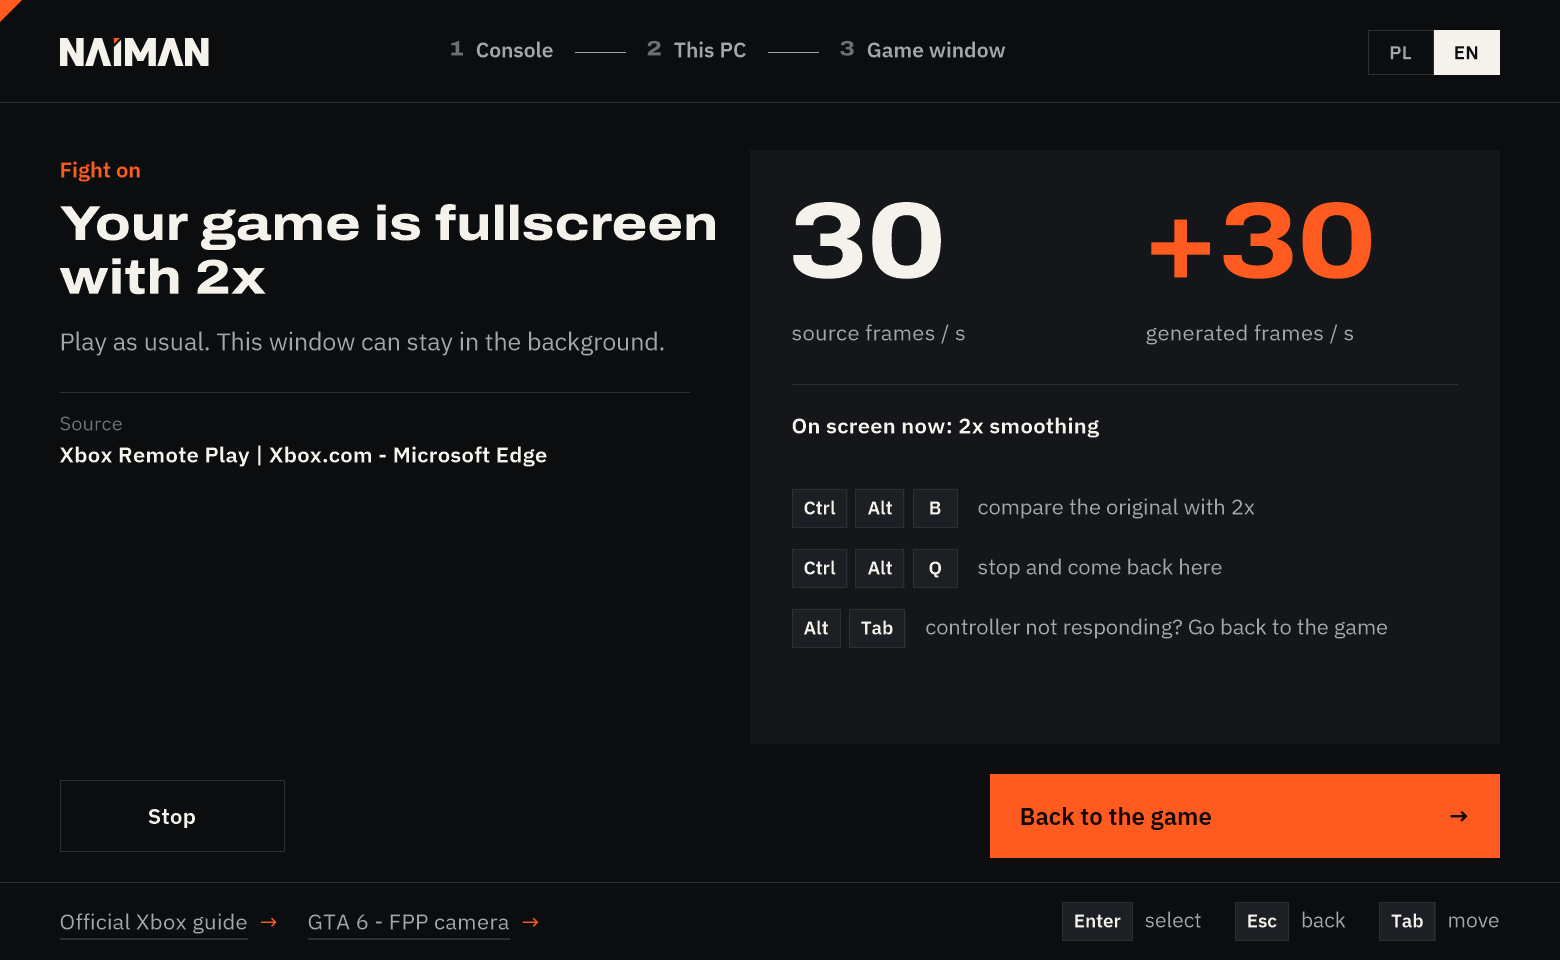 NAIMAN
1 Console
2 This PC
3 Game window
PL
EN
Fight on
Your game is fullscreen
with 2x
Play as usual. This window can stay in the background.
Source
Xbox Remote Play | Xbox.com - Microsoft Edge
30
+30
source frames / s
generated frames / s
On screen now: 2x smoothing
Ctrl Alt B compare the original with 2x
Ctrl Alt Q stop and come back here
Alt Tab controller not responding? Go back to the game
Stop
Back to the game →
Official Xbox guide →
GTA 6 - FPP camera →
Enter select
Esc back
Tab move